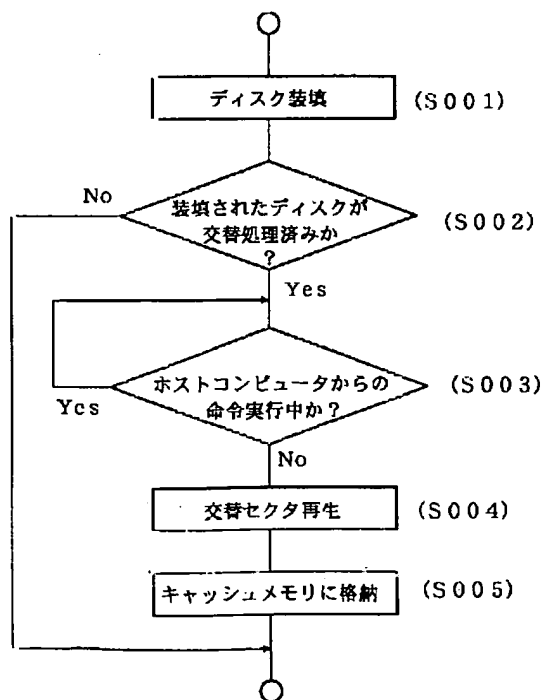 ディスク装填
(S001)
No
装填されたディスクが
交替処理済みか
?
(S002)
Yes
ホストコンピュータからの
命令実行中か?
(S003)
Yes
No
交替セクタ再生
(S004)
キャッシュメモリに格納
(S005)